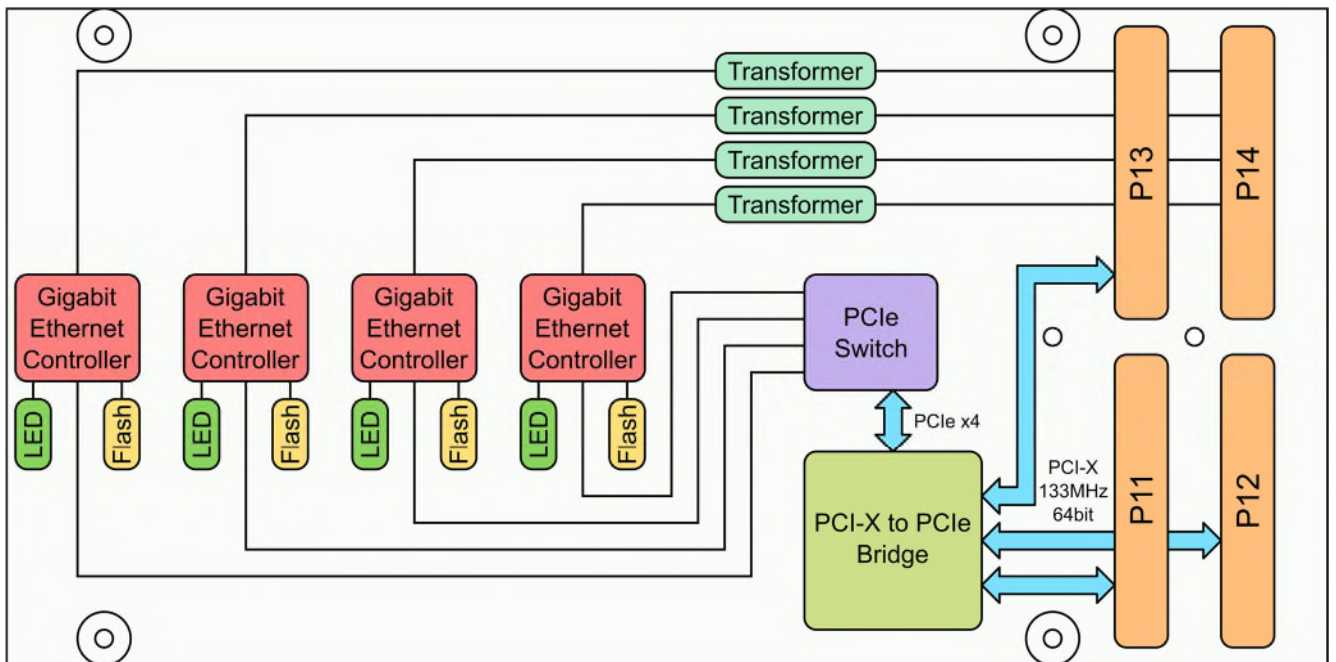 Transformer
Transformer
Transformer
Transformer
P13
P14
Gigabit
Ethernet
Controller
Gigabit
Ethernet
Controller
Gigabit
Ethernet
Controller
Gigabit
Ethernet
Controller
PCIe
Switch
LED
Flash
LED
Flash
LED
Flash
LED
Flash
PCIe x4
PCI-X to PCIe
Bridge
PCI-X
133MHz
64bit
P11
P12